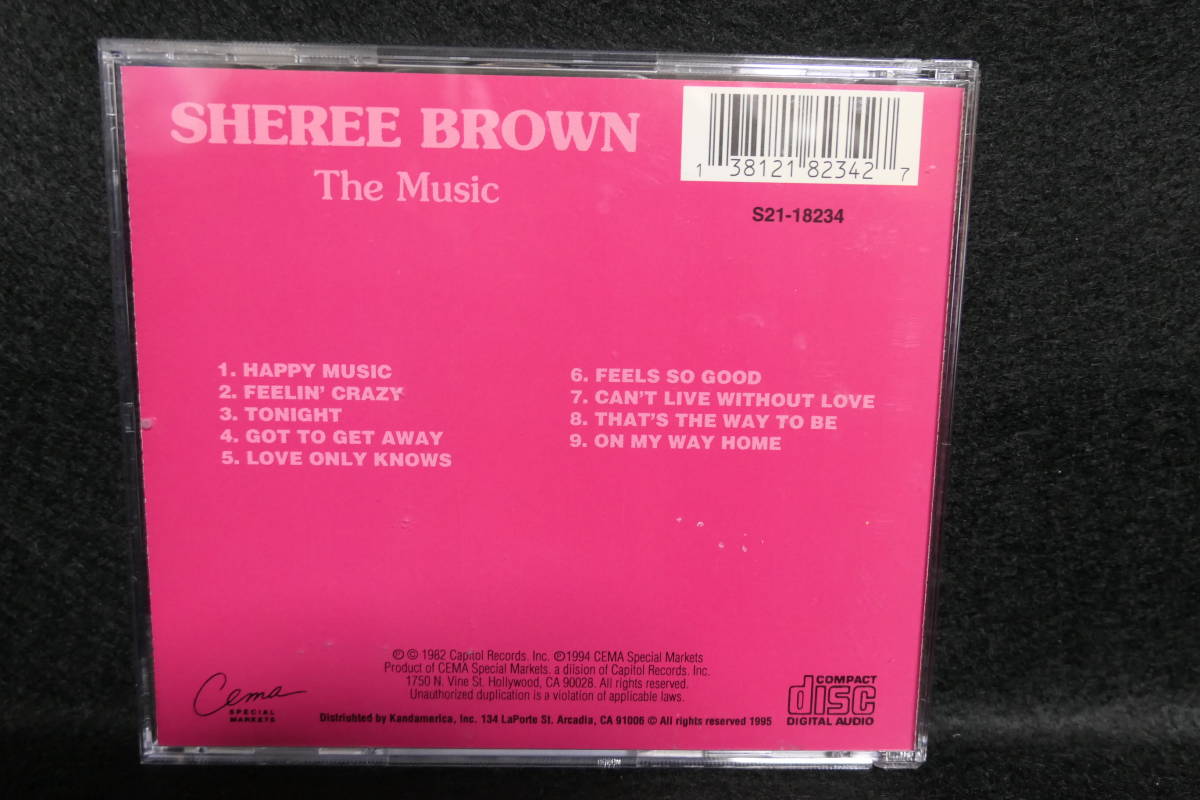 SHEREE BROWN
The Music
1 38121 82342 7
S21-18234
1. HAPPY MUSIC
2. FEELIN' CRAZY
3. TONIGHT
4. GOT TO GET AWAY
5. LOVE ONLY KNOWS
6. FEELS SO GOOD
7. CAN'T LIVE WITHOUT LOVE
8. THAT'S THE WAY TO BE
9. ON MY WAY HOME
℗ © 1982 Capitol Records. Inc. ℗1994 CEMA Special Markets
Product of CEMA Special Markets. a diision of Capitol Records. Inc.
1750 N. Vine St. Hollywood, CA 90028. All rights reserved.
Unauthorized duplication is a violation of applicable laws.
Cema
SPECIAL
MARKETS
Distrishted by Kandamerica, Inc. 134 LaPorte St. Arcadia, CA 91006 © All rights reserved 1995
COMPACT
disc
DIGITAL AUDIO